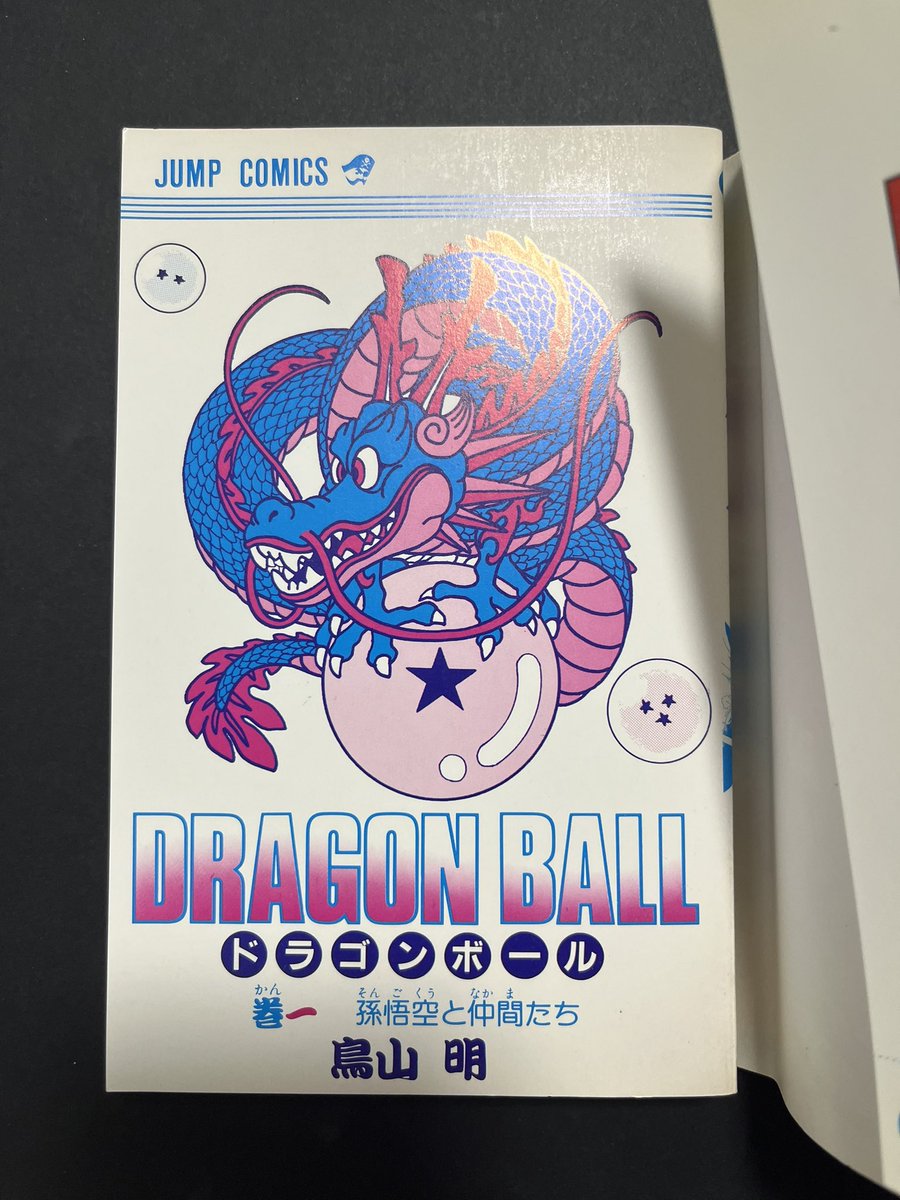 JUMP COMICS
DRAGON BALL
ドラゴンボール
かん そんごくう なかま
巻一 孫悟空と仲間たち
鳥山 明